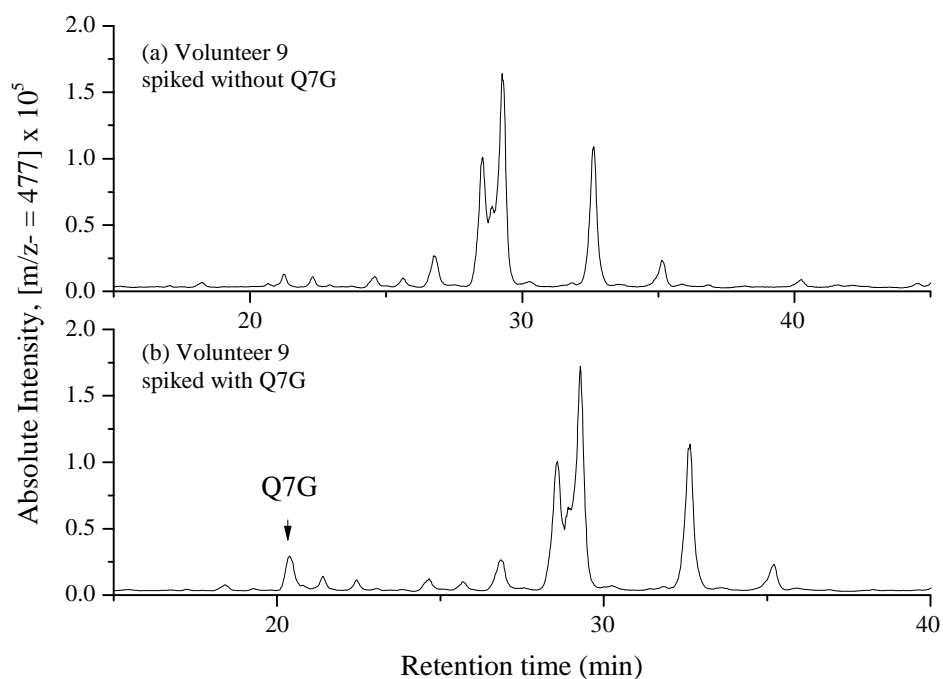 Absolute Intensity, [m/z- = 477] x 10^5
2.0
(a) Volunteer 9
spiked without Q7G
1.5
1.0
0.5
0.0
20
30
40
2.0
(b) Volunteer 9
spiked with Q7G
1.5
1.0
Q7G
0.5
0.0
20
30
40
Retention time (min)